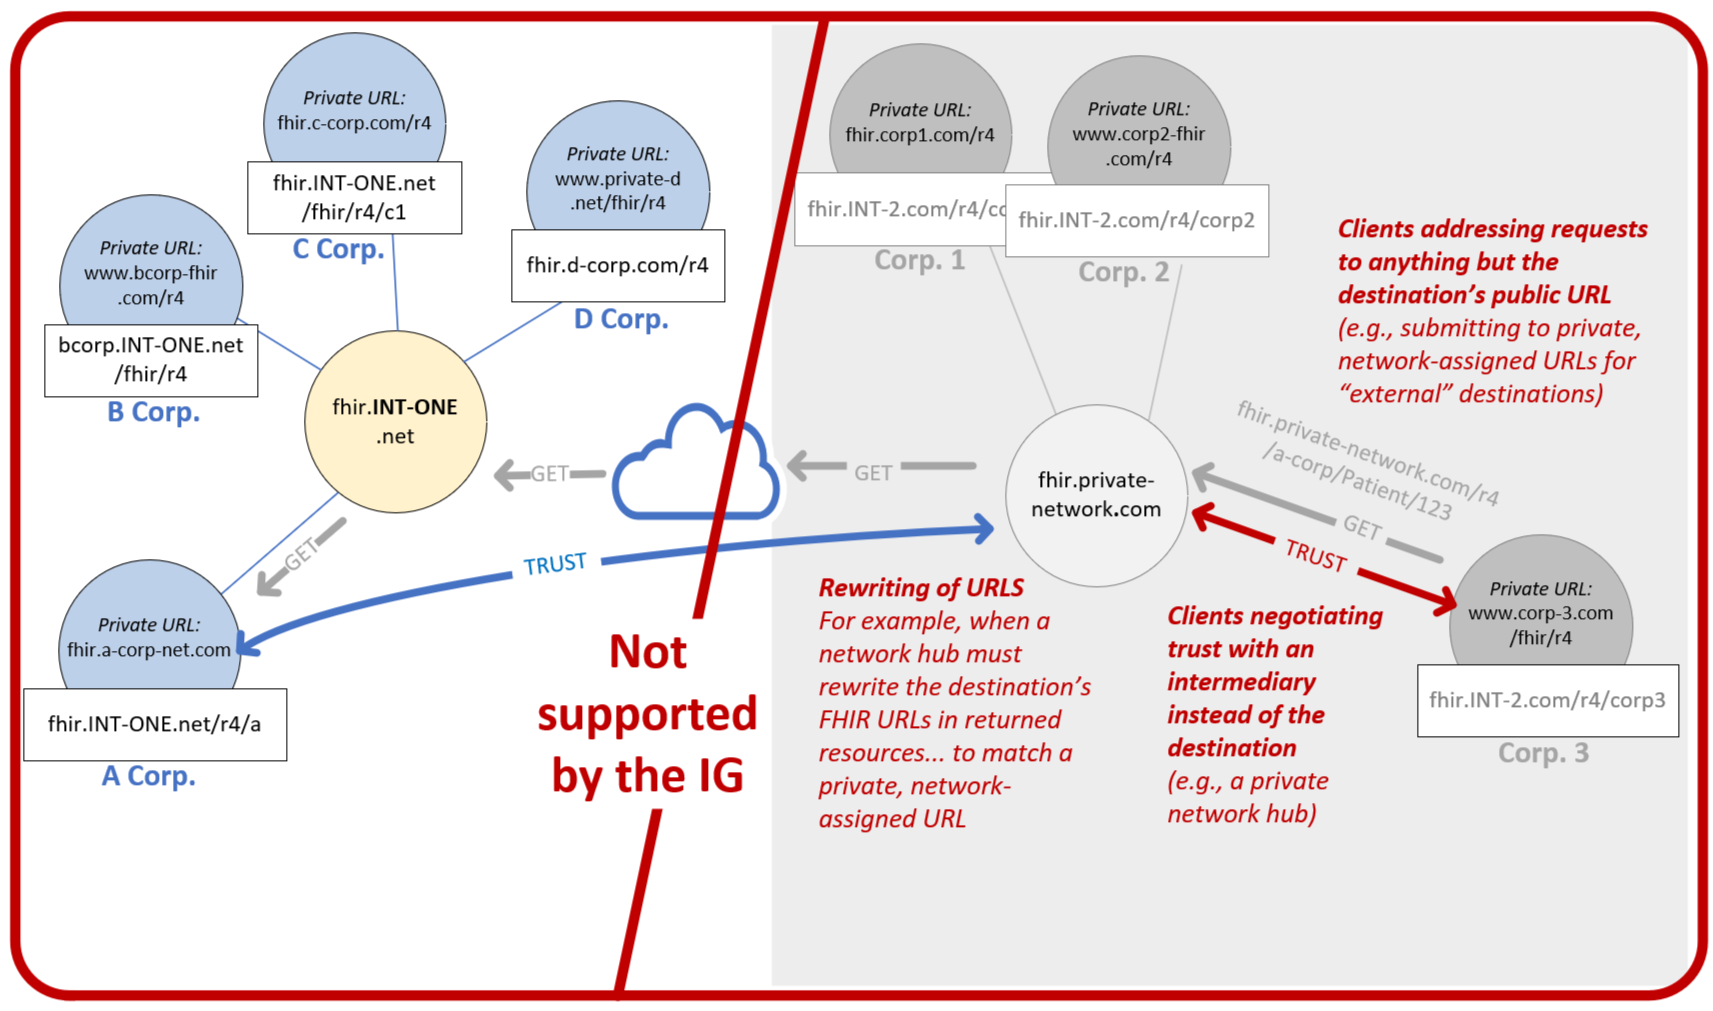 Private URL:
fhir.c-corp.com/r4
fhir.INT-ONE.net
/fhir/r4/c1
C Corp.
Private URL:
www.private-d
.net/fhir/r4
fhir.d-corp.com/r4
D Corp.
Private URL:
www.bcorp-fhir
.com/r4
bcorp.INT-ONE.net
/fhir/r4
B Corp.
fhir.INT-ONE
.net
GET
GET
GET
TRUST
Private URL:
fhir.a-corp-net.com
fhir.INT-ONE.net/r4/a
A Corp.
Not
supported
by the IG
Private URL:
fhir.corp1.com/r4
fhir.INT-2.com/r4/co
Corp. 1
Private URL:
www.corp2-fhir
.com/r4
fhir.INT-2.com/r4/corp2
Corp. 2
Clients addressing requests
to anything but the
destination’s public URL
(e.g., submitting to private,
network-assigned URLs for
“external” destinations)
fhir.private-network.com/r4
/a-corp/Patient/123
GET
TRUST
fhir.private-
network.com
Private URL:
www.corp-3.com
/fhir/r4
fhir.INT-2.com/r4/corp3
Corp. 3
Rewriting of URLS
For example, when a
network hub must
rewrite the destination’s
FHIR URLs in returned
resources... to match a
private, network-
assigned URL
Clients negotiating
trust with an
intermediary
instead of the
destination
(e.g., a private
network hub)